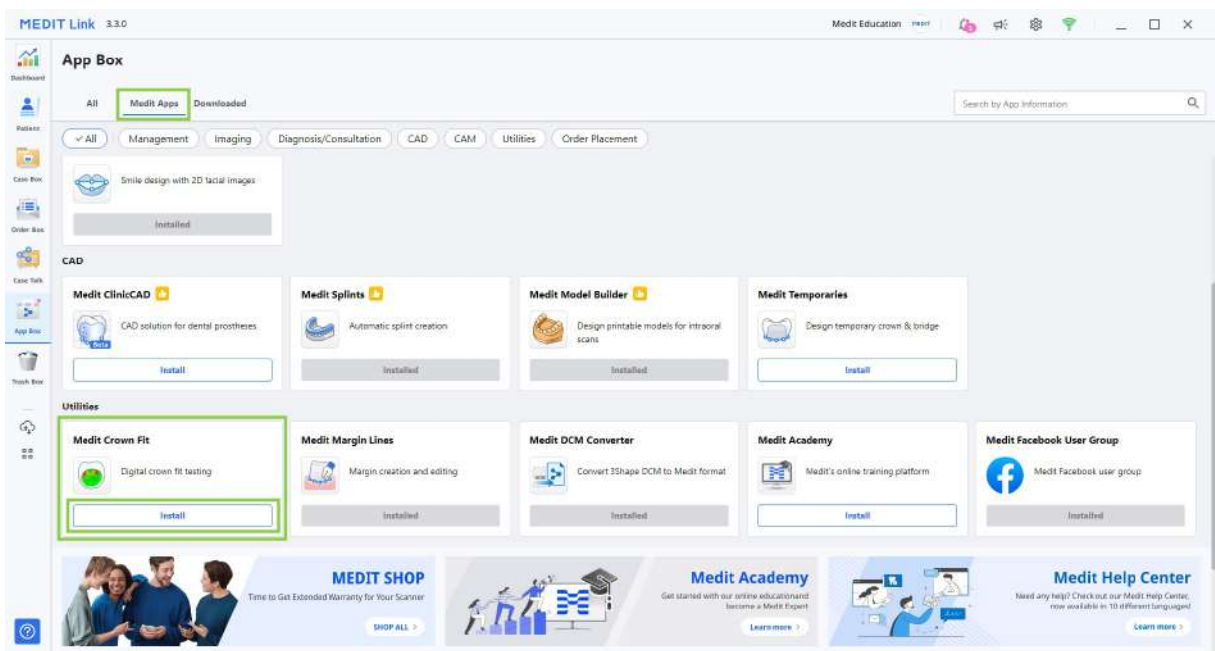 MEDIT Link 3.3.0
Medit Education
App Box
All Medit Apps Downloaded
Search by App Information
All Management Imaging Diagnosis/Consultation CAD CAM Utilities Order Placement
Dashboard
Patient
Case Box
Order Box
Case Talk
App Box
Trash Box
Smile design with 2D facial images
Installed
CAD
Medit ClinicCAD
CAD solution for dental prostheses
Beta
Install
Medit Splints
Automatic splint creation
Installed
Medit Model Builder
Design printable models for intraoral
scans
Installed
Medit Temporaries
Design temporary crown & bridge
Install
Utilities
Medit Crown Fit
Digital crown fit testing
Install
Medit Margin Lines
Margin creation and editing
Installed
Medit DCM Converter
Convert 3Shape DCM to Medit format
Installed
Medit Academy
Medit's online training platform
Install
Medit Facebook User Group
Medit Facebook user group
Installed
MEDIT SHOP
Time to Get Extended Warranty for Your Scanner
SHOP ALL >
Medit Academy
Get started with our online educationand
become a Medit Expert
Learn more >
Medit Help Center
Need any help? Check out our Medit Help Center,
now available in 10 different languages!
Learn more >